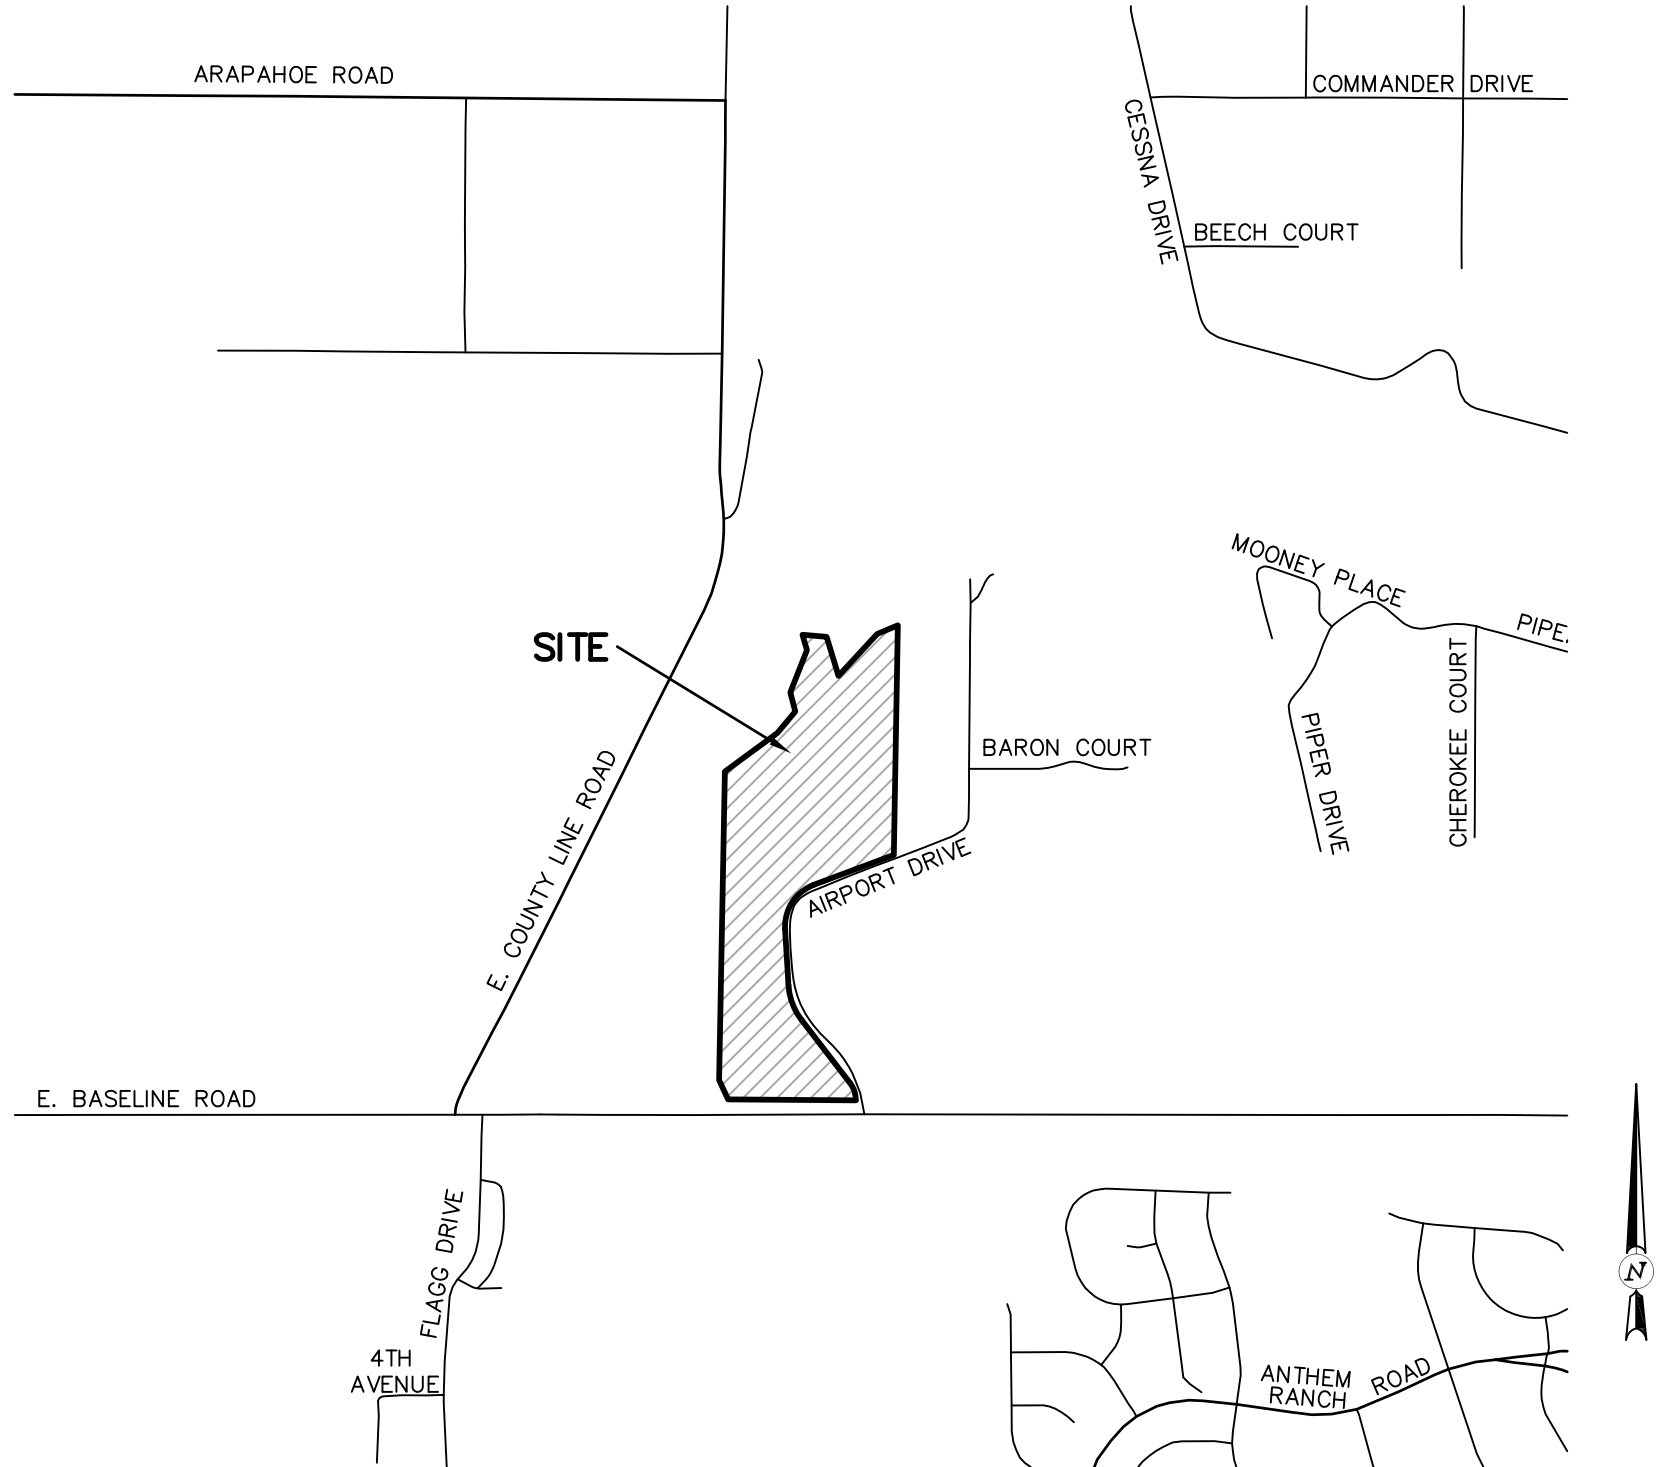 ARAPAHOE ROAD
COMMANDER DRIVE
CESSNA DRIVE
BEECH COURT
MOONEY PLACE
PIPE
SITE
CHEROKEE COURT
PIPER DRIVE
BARON COURT
E. COUNTY LINE ROAD
AIRPORT DRIVE
E. BASELINE ROAD
FLAGG DRIVE
N
4TH
AVENUE
ANTHEM
RANCH
ROAD